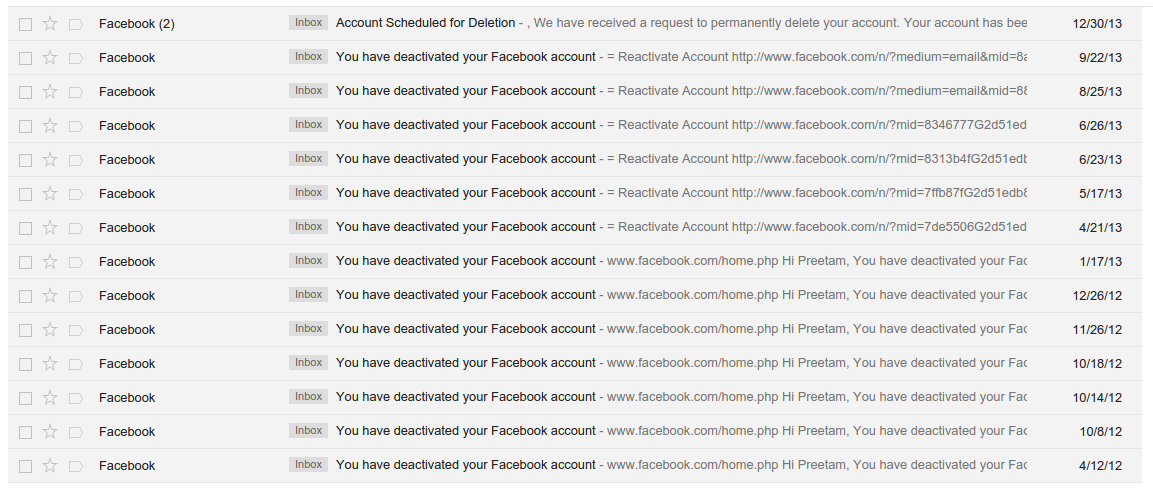 Facebook (2) Inbox Account Scheduled for Deletion - , We have received a request to permanently delete your account. Your account has bee 12/30/13
Facebook Inbox You have deactivated your Facebook account - = Reactivate Account http://www.facebook.com/n/?medium=email&mid=8a 9/22/13
Facebook Inbox You have deactivated your Facebook account - = Reactivate Account http://www.facebook.com/n/?medium=email&mid=88 8/25/13
Facebook Inbox You have deactivated your Facebook account - = Reactivate Account http://www.facebook.com/n/?mid=8346777G2d51ed 6/26/13
Facebook Inbox You have deactivated your Facebook account - = Reactivate Account http://www.facebook.com/n/?mid=8313b4fG2d51edb 6/23/13
Facebook Inbox You have deactivated your Facebook account - = Reactivate Account http://www.facebook.com/n/?mid=7ffb87fG2d51edb8 5/17/13
Facebook Inbox You have deactivated your Facebook account - = Reactivate Account http://www.facebook.com/n/?mid=7de5506G2d51ed 4/21/13
Facebook Inbox You have deactivated your Facebook account - www.facebook.com/home.php Hi Preetam, You have deactivated your Fac 1/17/13
Facebook Inbox You have deactivated your Facebook account - www.facebook.com/home.php Hi Preetam, You have deactivated your Fac 12/26/12
Facebook Inbox You have deactivated your Facebook account - www.facebook.com/home.php Hi Preetam, You have deactivated your Fac 11/26/12
Facebook Inbox You have deactivated your Facebook account - www.facebook.com/home.php Hi Preetam, You have deactivated your Fac 10/18/12
Facebook Inbox You have deactivated your Facebook account - www.facebook.com/home.php Hi Preetam, You have deactivated your Fac 10/14/12
Facebook Inbox You have deactivated your Facebook account - www.facebook.com/home.php Hi Preetam, You have deactivated your Fac 10/8/12
Facebook Inbox You have deactivated your Facebook account - www.facebook.com/home.php Hi Preetam, You have deactivated your Fac 4/12/12